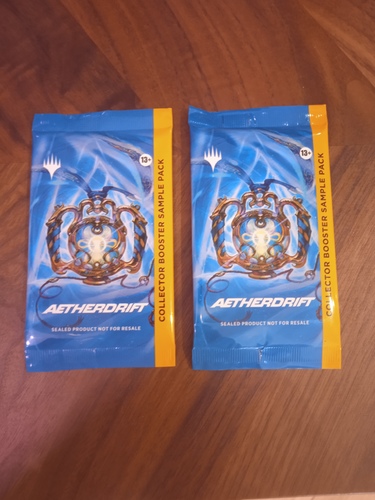 13+
COLLECTOR BOOSTER SAMPLE PACK
AETHERDRIFT
SEALED PRODUCT NOT FOR RESALE
13+
COLLECTOR BOOSTER SAMPLE PACK
AETHERDRIFT
SEALED PRODUCT NOT FOR RESALE